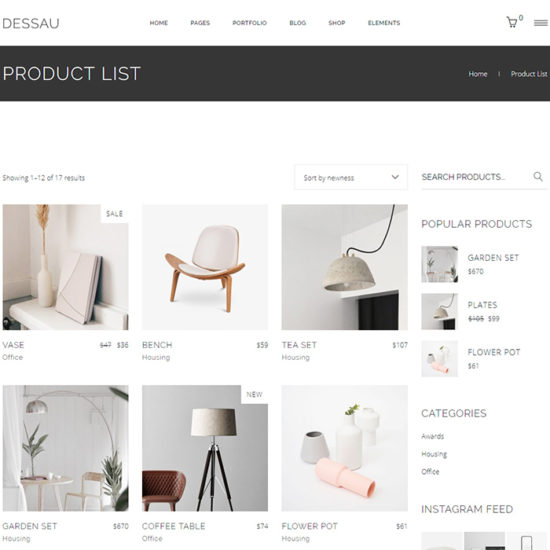 DESSAU
HOME PAGES PORTFOLIO BLOG SHOP ELEMENTS
0
PRODUCT LIST
Home | Product List
Showing 1–12 of 17 results
Sort by newness
SALE
VASE $47 $36
Office
BENCH $59
Housing
TEA SET $107
Housing
NEW
GARDEN SET $670
Housing
COFFEE TABLE $74
Office
FLOWER POT $61
Housing
SEARCH PRODUCTS...
POPULAR PRODUCTS
GARDEN SET
$670
PLATES
$105 $99
FLOWER POT
$61
CATEGORIES
Awards
Housing
Office
INSTAGRAM FEED